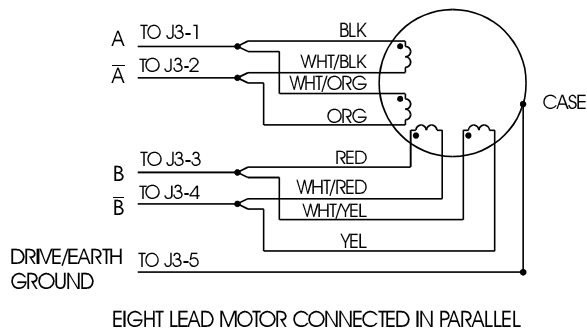 A TO J3-1 BLK
A̅ TO J3-2 WHT/BLK
WHT/ORG
ORG
CASE
B TO J3-3 RED
B̅ TO J3-4 WHT/RED
WHT/YEL
YEL
DRIVE/EARTH
GROUND
TO J3-5
EIGHT LEAD MOTOR CONNECTED IN PARALLEL